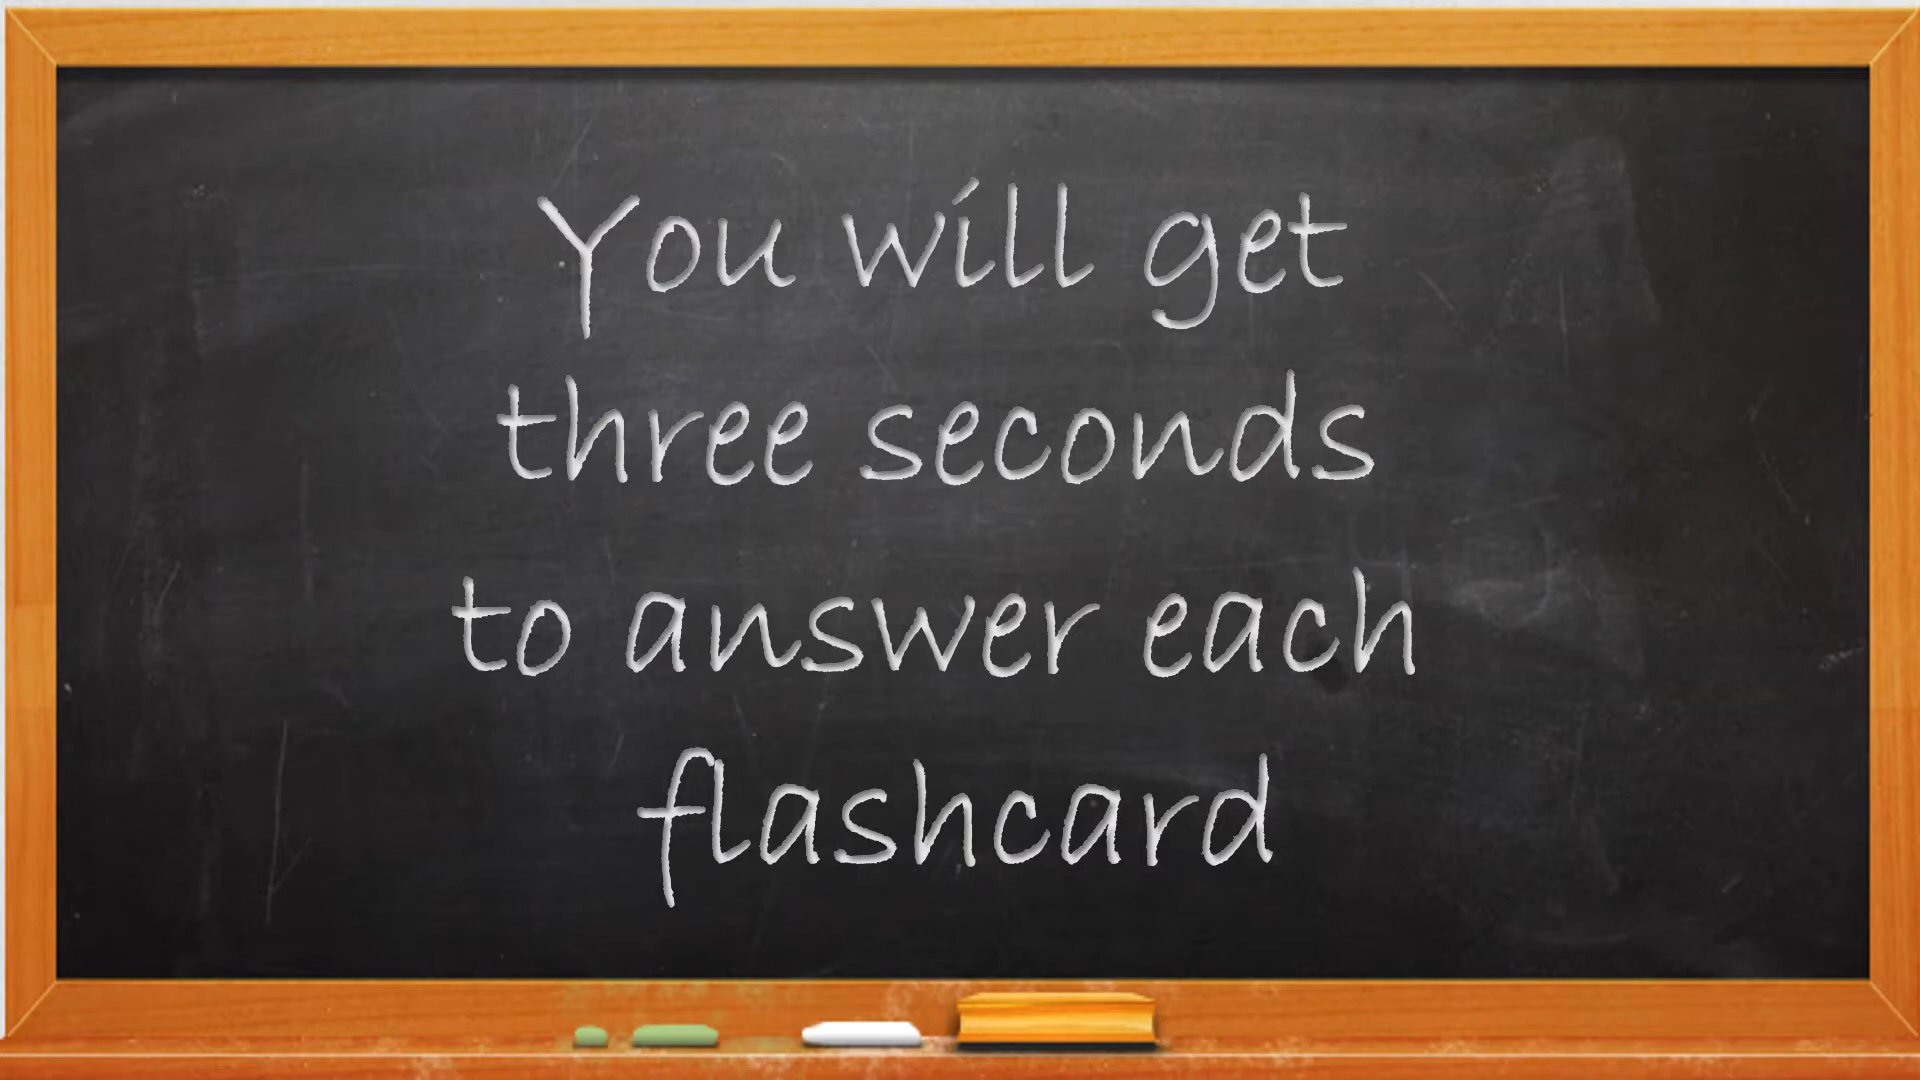 You will get
three seconds
to answer each
flashcard